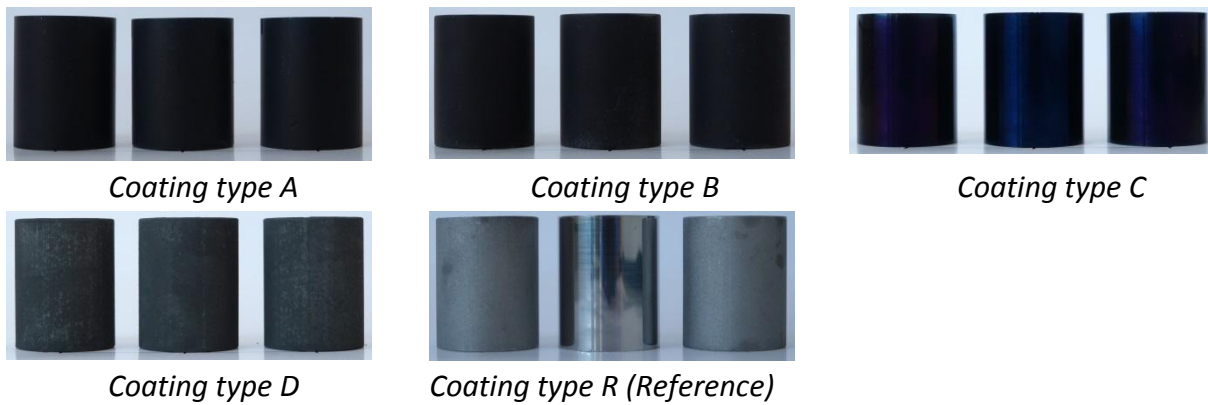 Coating type A
Coating type B
Coating type C
Coating type D
Coating type R (Reference)